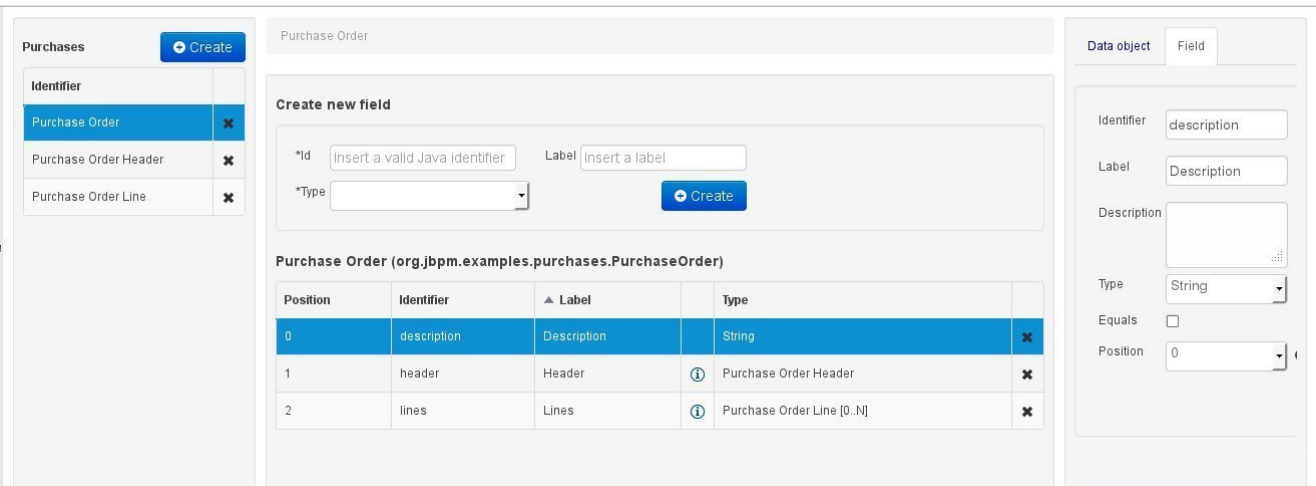 Purchases
Create
Identifier
Purchase Order
Purchase Order Header
Purchase Order Line
Purchase Order
Create new field
*Id Insert a valid Java identifier Label Insert a label
*Type Create
Purchase Order (org.jbpm.examples.purchases.PurchaseOrder)
Position Identifier Label Type
0 description Description String
1 header Header Purchase Order Header
2 lines Lines Purchase Order Line [0..N]
Data object Field
Identifier description
Label Description
Description
Type String
Equals
Position 0